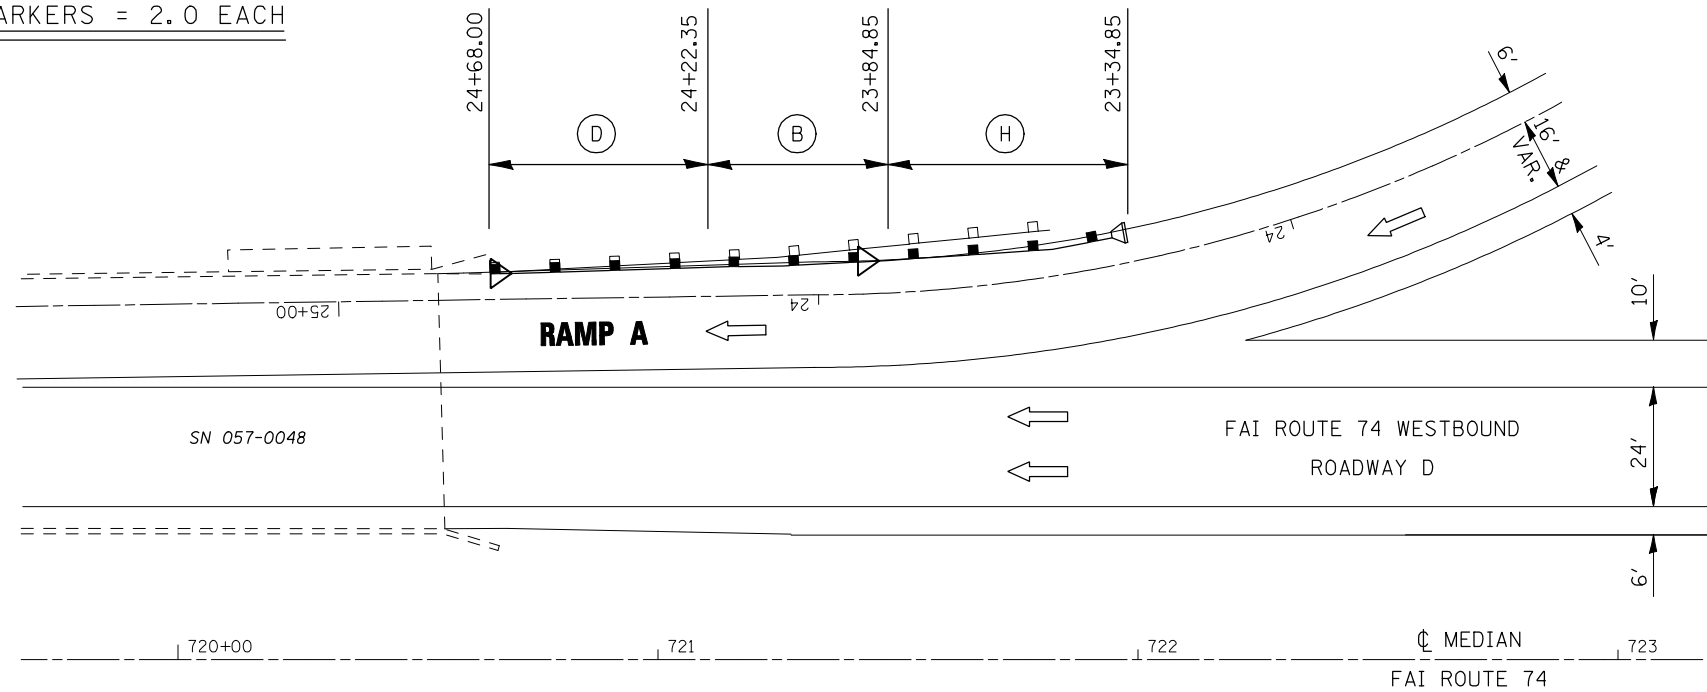 ARKERS = 2.0 EACH
24+68.00
24+22.35
23+84.85
23+34.85
D
B
H
6'
16' &
VAR.
4'
24
25+00
24
RAMP A
10'
SN 057-0048
FAI ROUTE 74 WESTBOUND
ROADWAY D
24'
6'
720+00
721
722
723
℄ MEDIAN
FAI ROUTE 74